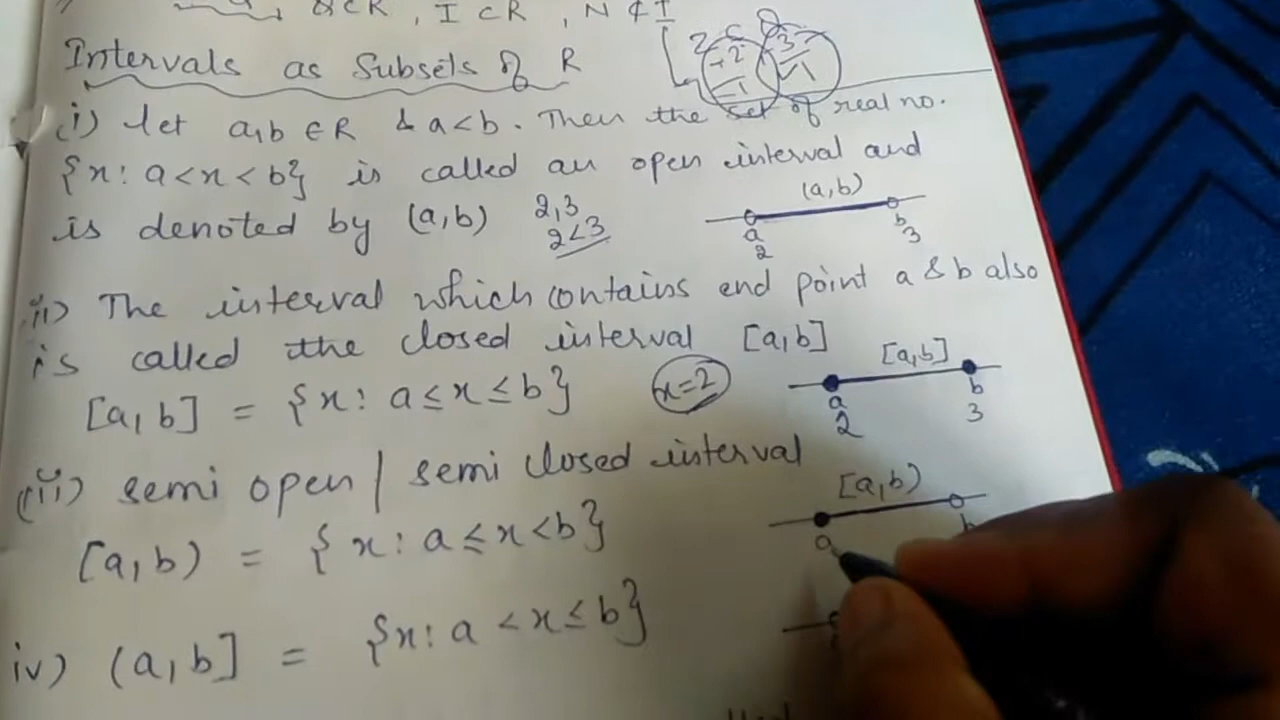 ⊂R , I ⊂R , N ⊄ I
Intervals as Subsets of R
(i) let a,b ∈R & a<b. Then the set of real no.
{x: a<x<b} is called an open interval and
is denoted by (a,b)
2,3
2<3
(a,b)
a b
2 3
(ii) The interval which contains end point a & b also
is called the closed interval [a,b]
[a,b] = {x: a≤x≤b}
x=2
[a,b]
a b
2 3
(iii) semi open / semi closed interval
[a,b) = {x: a≤x<b}
[a,b)
a b
iv) (a,b] = {x: a<x≤b}